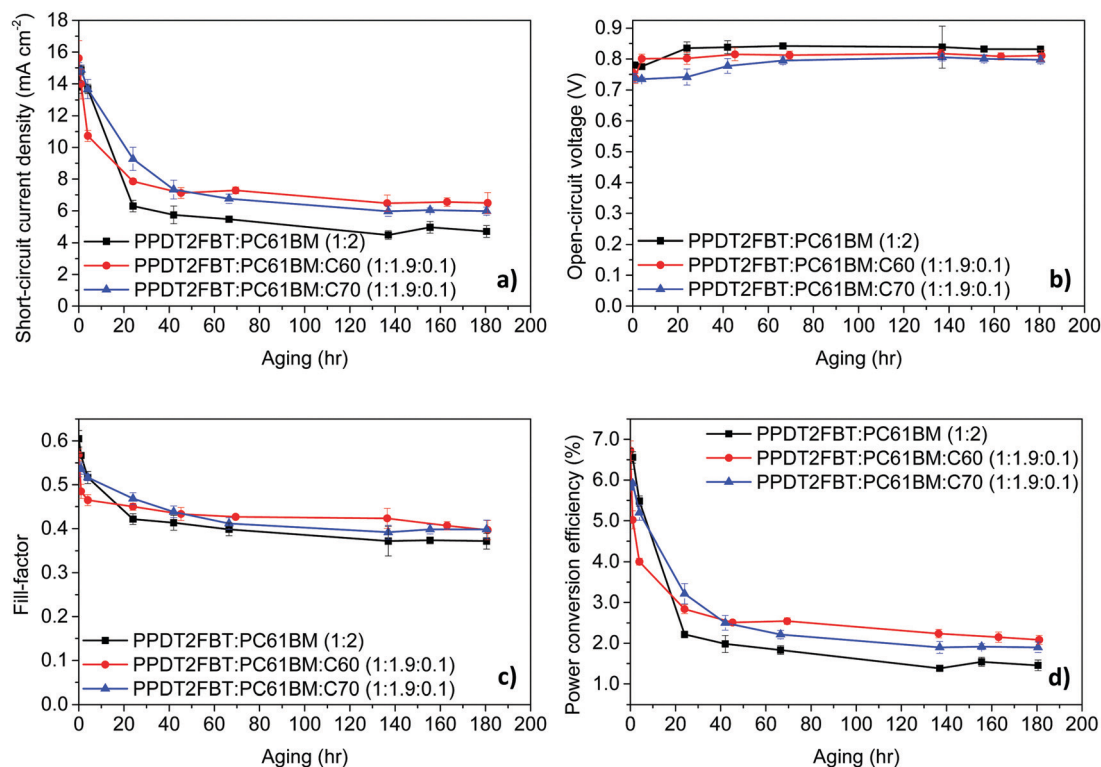 Short-circuit current density (mA cm-2)
18
16
14
12
10
8
6
4
2
0
PPDT2FBT:PC61BM (1:2)
PPDT2FBT:PC61BM:C60 (1:1.9:0.1)
PPDT2FBT:PC61BM:C70 (1:1.9:0.1)
a)
0 20 40 60 80 100 120 140 160 180 200
Aging (hr)
Open-circuit voltage (V)
0.9
0.8
0.7
0.6
0.5
0.4
0.3
0.2
0.1
0.0
PPDT2FBT:PC61BM (1:2)
PPDT2FBT:PC61BM:C60 (1:1.9:0.1)
PPDT2FBT:PC61BM:C70 (1:1.9:0.1)
b)
0 20 40 60 80 100 120 140 160 180 200
Aging (hr)
Fill-factor
0.6
0.5
0.4
0.3
0.2
0.1
0.0
PPDT2FBT:PC61BM (1:2)
PPDT2FBT:PC61BM:C60 (1:1.9:0.1)
PPDT2FBT:PC61BM:C70 (1:1.9:0.1)
c)
0 20 40 60 80 100 120 140 160 180 200
Aging (hr)
Power conversion efficiency (%)
7.0
6.0
5.0
4.0
3.0
2.0
1.0
PPDT2FBT:PC61BM (1:2)
PPDT2FBT:PC61BM:C60 (1:1.9:0.1)
PPDT2FBT:PC61BM:C70 (1:1.9:0.1)
d)
0 20 40 60 80 100 120 140 160 180 200
Aging (hr)